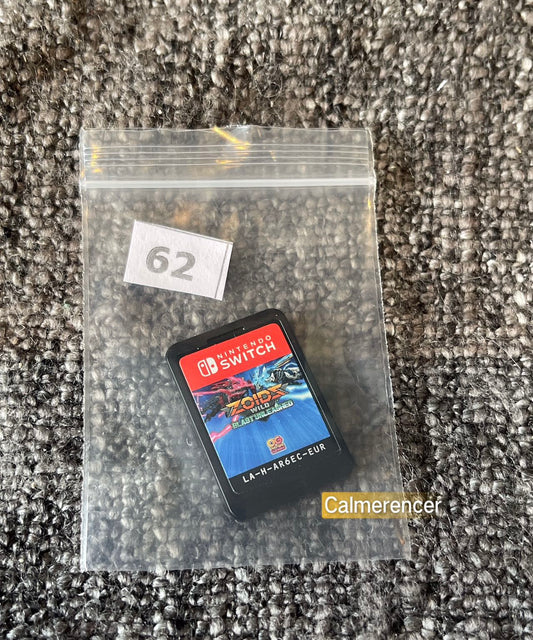 62
NINTENDO
SWITCH
ZOIDS
WILD
BLAST UNLEASHED
LA-H-AR6EC-EUR
Calmerencer